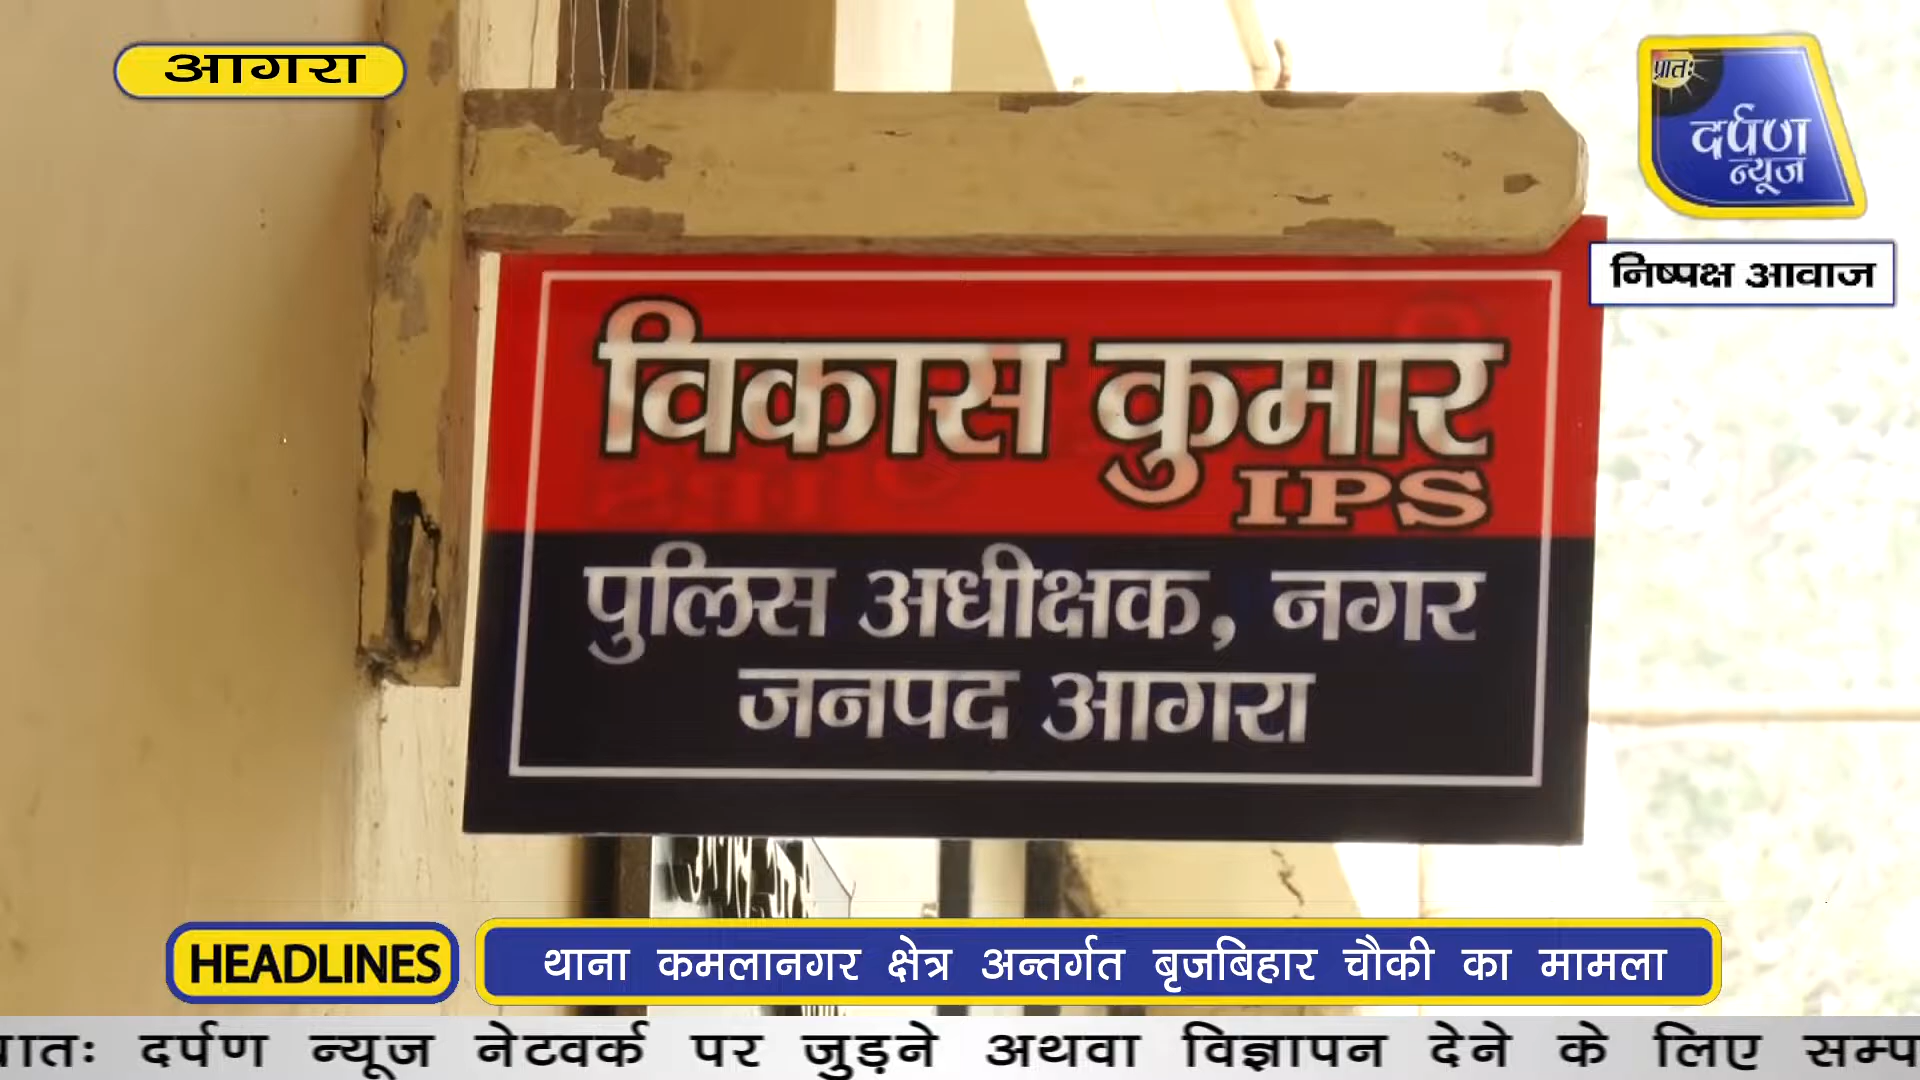 आगरा
प्रातः
दर्पण
न्यूज
निष्पक्ष आवाज
विकास कुमार
IPS
पुलिस अधीक्षक, नगर
जनपद आगरा
HEADLINES
थाना कमलानगर क्षेत्र अन्तर्गत बृजबिहार चौकी का मामला
दर्पण न्यूज नेटवर्क पर जुड़ने अथवा विज्ञापन देने के लिए